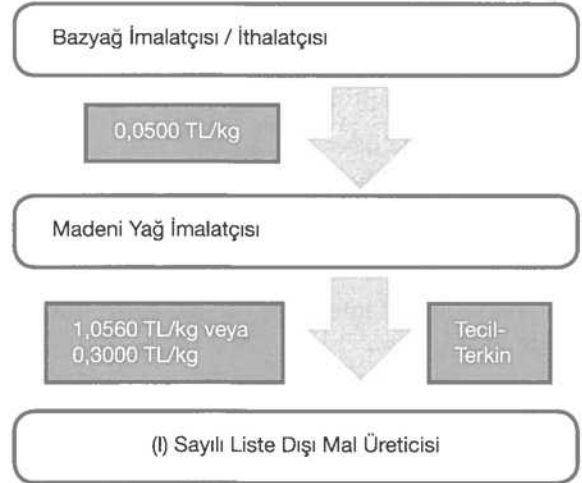 Bazyağ İmalatçısı / İthalatçısı
0,0500 TL/kg
Madeni Yağ İmalatçısı
1,0560 TL/kg veya
0,3000 TL/kg
Tecil-
Terkin
(I) Sayılı Liste Dışı Mal Üreticisi